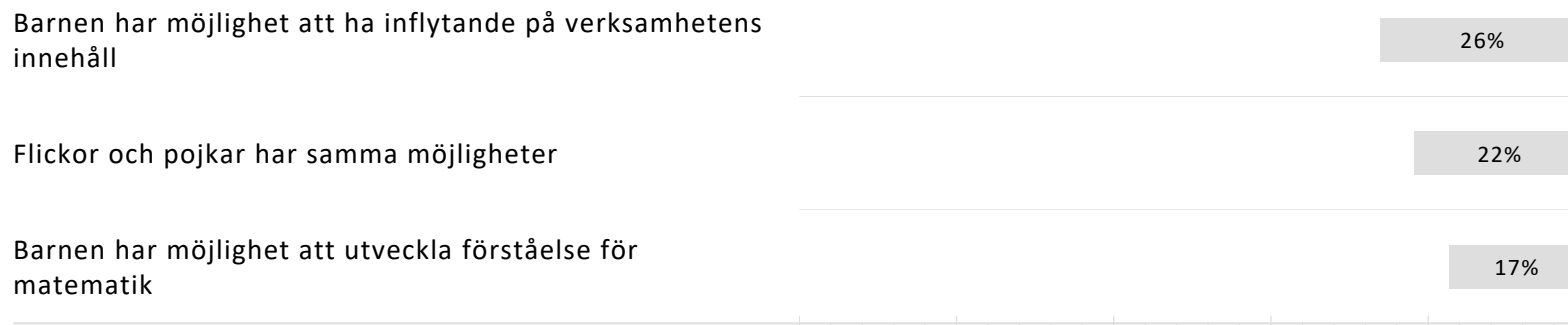 Barnen har möjlighet att ha inflytande på verksamhetens
innehåll
26%
Flickor och pojkar har samma möjligheter
22%
Barnen har möjlighet att utveckla förståelse för
matematik
17%